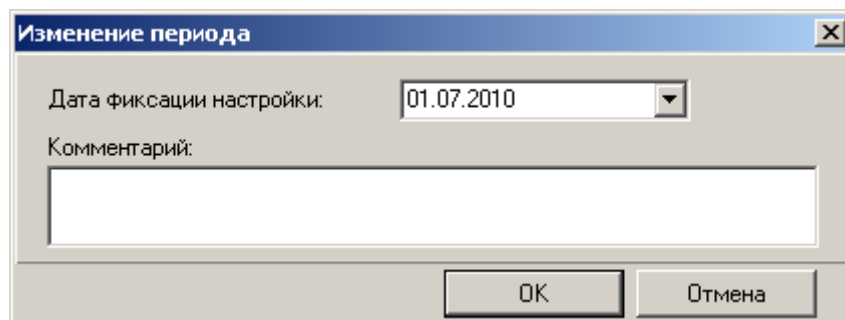 Изменение периода
Дата фиксации настройки: 01.07.2010
Комментарий:
OK Отмена